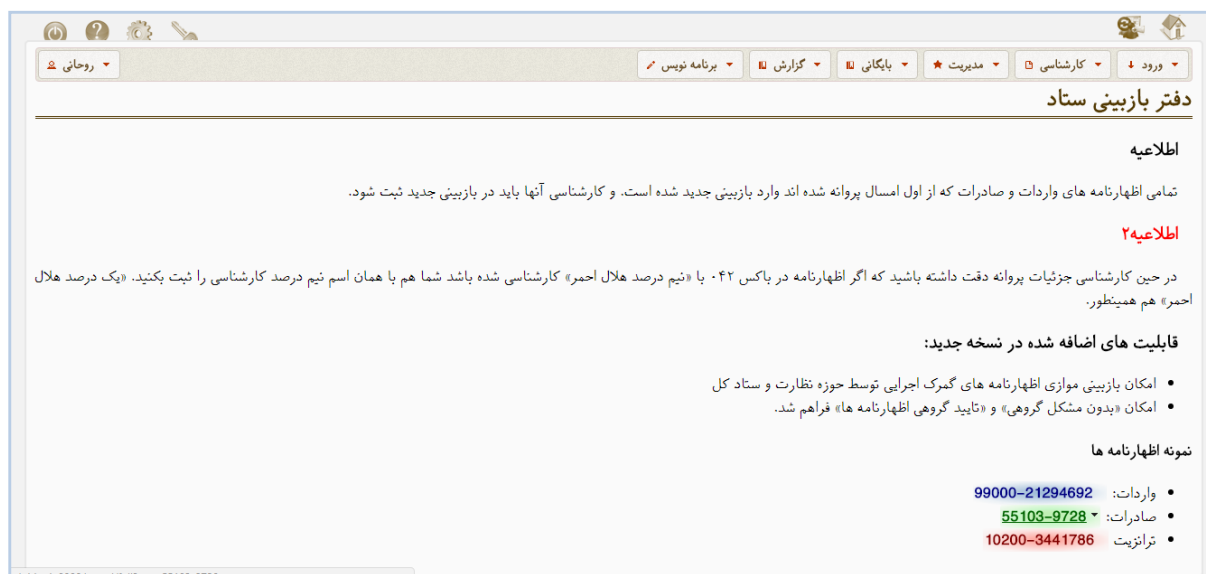 ورود
کارشناسی
مدیریت
بایگانی
گزارش
برنامه نویس
روحانی
دفتر بازبینی ستاد
اطلاعیه
تمامی اظهارنامه های واردات و صادرات که از اول امسال پروانه شده اند وارد بازبینی جدید شده است. و کارشناسی آنها باید در بازبینی جدید ثبت شود.
اطلاعیه۲
در حین کارشناسی جزئیات پروانه دقت داشته باشید که اگر اظهارنامه در باکس ۰۴۲ با «نیم درصد هلال احمر» کارشناسی شده باشد شما هم با همان اسم نیم درصد کارشناسی را ثبت بکنید. «یک درصد هلال
احمر» هم همینطور.
قابلیت های اضافه شده در نسخه جدید:
امکان بازبینی موازی اظهارنامه های گمرک اجرایی توسط حوزه نظارت و ستاد کل
امکان «بدون مشکل گروهی» و «تایید گروهی اظهارنامه ها» فراهم شد.
نمونه اظهارنامه ها
واردات: 99000-21294692
صادرات: 55103-9728
ترانزیت 10200-3441786